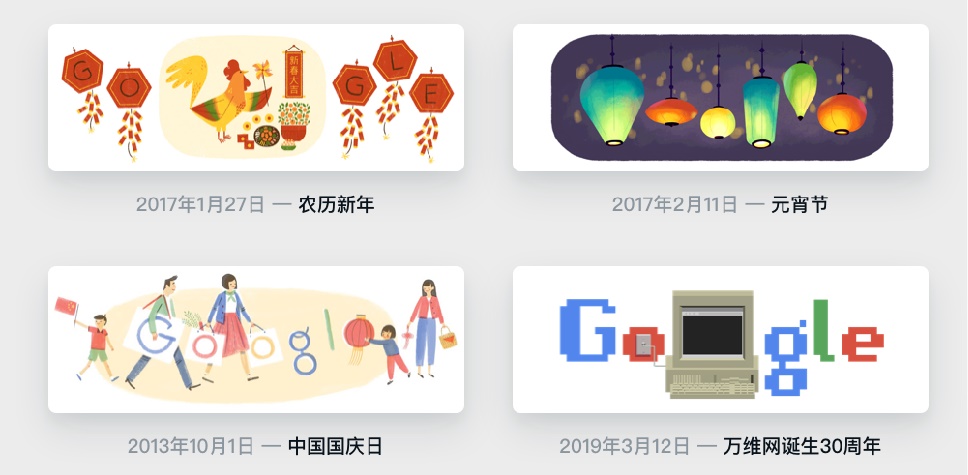 GO
新春大吉
GLE
2017年1月27日 — 农历新年
2017年2月11日 — 元宵节
Google
2013年10月1日 — 中国国庆日
Google
2019年3月12日 — 万维网诞生30周年